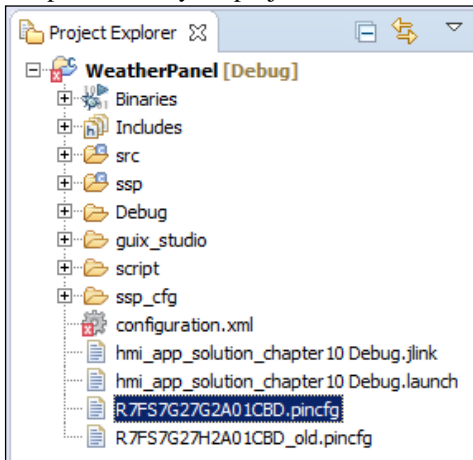 Project Explorer
WeatherPanel [Debug]
Binaries
Includes
src
ssp
Debug
guix_studio
script
ssp_cfg
configuration.xml
hmi_app_solution_chapter10 Debug.jlink
hmi_app_solution_chapter10 Debug.launch
R7FS7G27G2A01CBD.pincfg
R7FS7G27H2A01CBD_old.pincfg